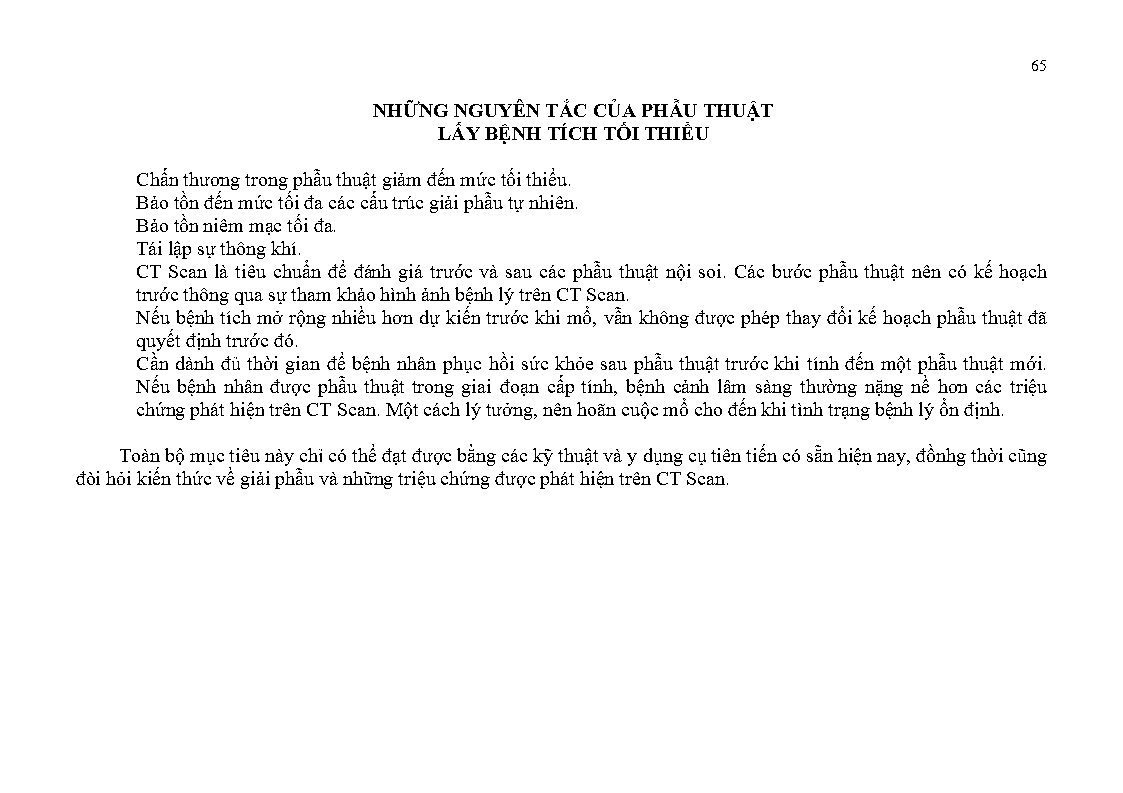 65
NHỮNG NGUYÊN TẮC CỦA PHẪU THUẬT
LẤY BỆNH TÍCH TỐI THIỂU
Chấn thương trong phẫu thuật giảm đến mức tối thiểu.
Bảo tồn đến mức tối đa các cấu trúc giải phẫu tự nhiên.
Bảo tồn niêm mạc tối đa.
Tái lập sự thông khí.
CT Scan là tiêu chuẩn để đánh giá trước và sau các phẫu thuật nội soi. Các bước phẫu thuật nên có kế hoạch
trước thông qua sự tham khảo hình ảnh bệnh lý trên CT Scan.
Nếu bệnh tích mở rộng nhiều hơn dự kiến trước khi mổ, vẫn không được phép thay đổi kế hoạch phẫu thuật đã
quyết định trước đó.
Cần dành đủ thời gian để bệnh nhân phục hồi sức khỏe sau phẫu thuật trước khi tính đến một phẫu thuật mới.
Nếu bệnh nhân được phẫu thuật trong giai đoạn cấp tính, bệnh cảnh lâm sàng thường nặng nề hơn các triệu
chứng phát hiện trên CT Scan. Một cách lý tưởng, nên hoãn cuộc mổ cho đến khi tình trạng bệnh lý ổn định.
Toàn bộ mục tiêu này chỉ có thể đạt được bằng các kỹ thuật và y dụng cụ tiên tiến có sẵn hiện nay, đồnhg thời cũng
đòi hỏi kiến thức về giải phẫu và những triệu chứng được phát hiện trên CT Scan.